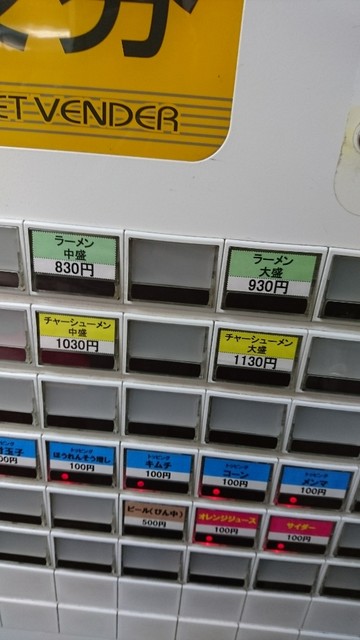 ET VENDER
ラーメン
中盛
830円
ラーメン
大盛
930円
チャーシューメン
中盛
1030円
チャーシューメン
大盛
1130円
玉子
00円
トッピング
ほうれんそう増し
100円
トッピング
キムチ
100円
トッピング
コーン
100円
トッピング
メンマ
100円
ビール(びん中)
500円
オレンジジュース
100円
サイダー
100円